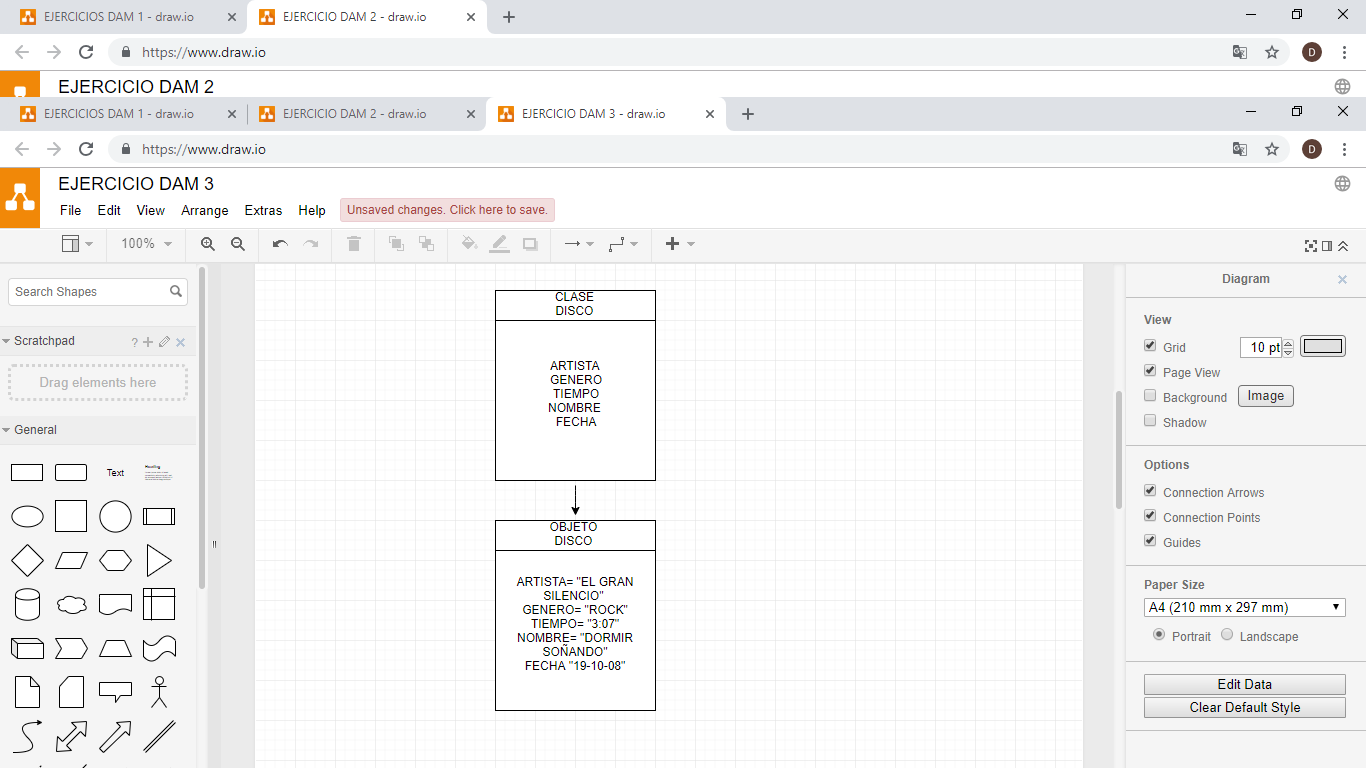 EJERCICIOS DAM 1 - draw.io
EJERCICIO DAM 2 - draw.io
https://www.draw.io
D
EJERCICIO DAM 2
EJERCICIOS DAM 1 - draw.io
EJERCICIO DAM 2 - draw.io
EJERCICIO DAM 3 - draw.io
https://www.draw.io
D
EJERCICIO DAM 3
File Edit View Arrange Extras Help Unsaved changes. Click here to save.
100%
Search Shapes
Scratchpad
?
Drag elements here
General
Text
Heading
CLASE
DISCO
ARTISTA
GENERO
TIEMPO
NOMBRE
FECHA
OBJETO
DISCO
ARTISTA= "EL GRAN
SILENCIO"
GENERO= "ROCK"
TIEMPO= "3:07"
NOMBRE= "DORMIR
SOÑANDO"
FECHA "19-10-08"
Diagram
View
Grid 10 pt
Page View
Background Image
Shadow
Options
Connection Arrows
Connection Points
Guides
Paper Size
A4 (210 mm x 297 mm)
Portrait Landscape
Edit Data
Clear Default Style